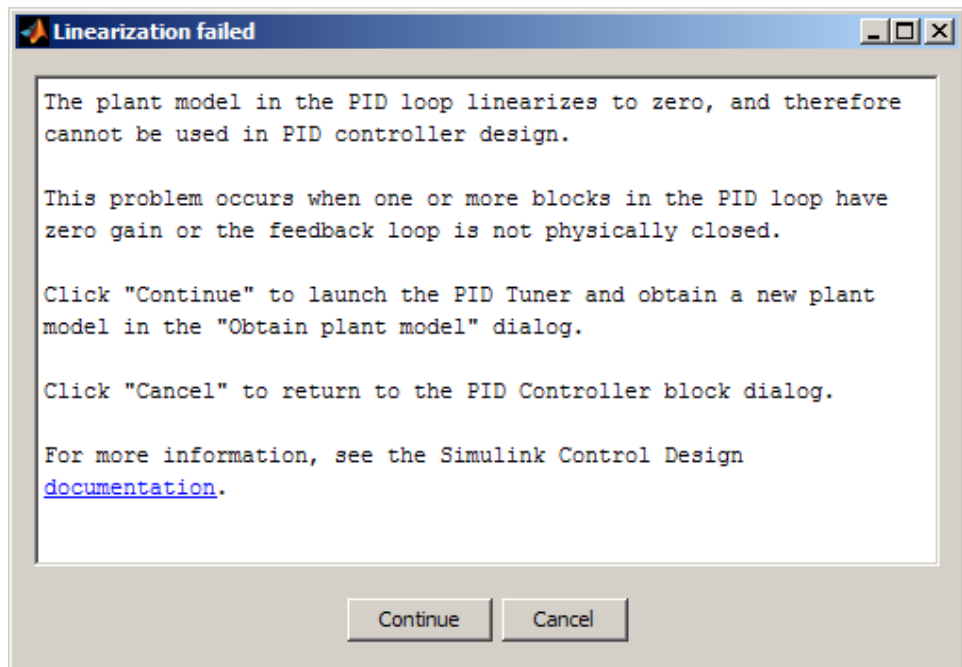 Linearization failed
The plant model in the PID loop linearizes to zero, and therefore
cannot be used in PID controller design.
This problem occurs when one or more blocks in the PID loop have
zero gain or the feedback loop is not physically closed.
Click "Continue" to launch the PID Tuner and obtain a new plant
model in the "Obtain plant model" dialog.
Click "Cancel" to return to the PID Controller block dialog.
For more information, see the Simulink Control Design
documentation.
Continue Cancel